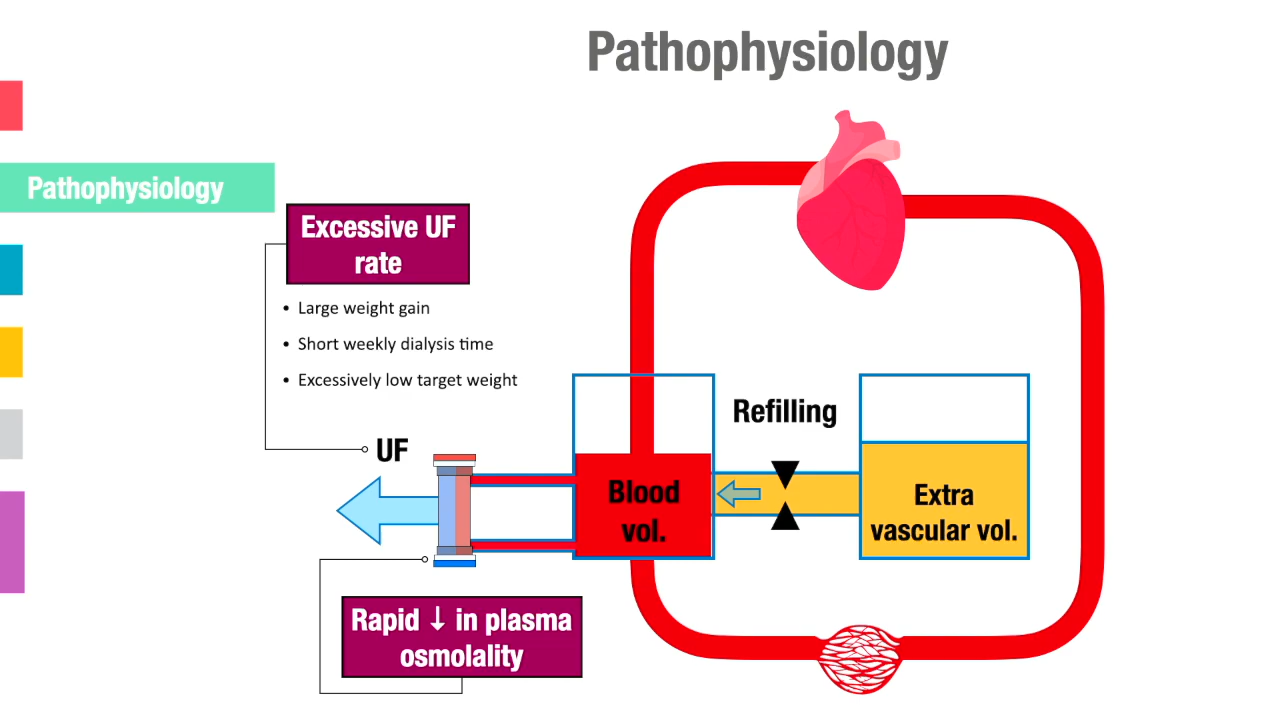 Pathophysiology
Pathophysiology
Excessive UF
rate
• Large weight gain
• Short weekly dialysis time
• Excessively low target weight
UF
Refilling
Blood
vol.
Extra
vascular vol.
Rapid ↓ in plasma
osmolality